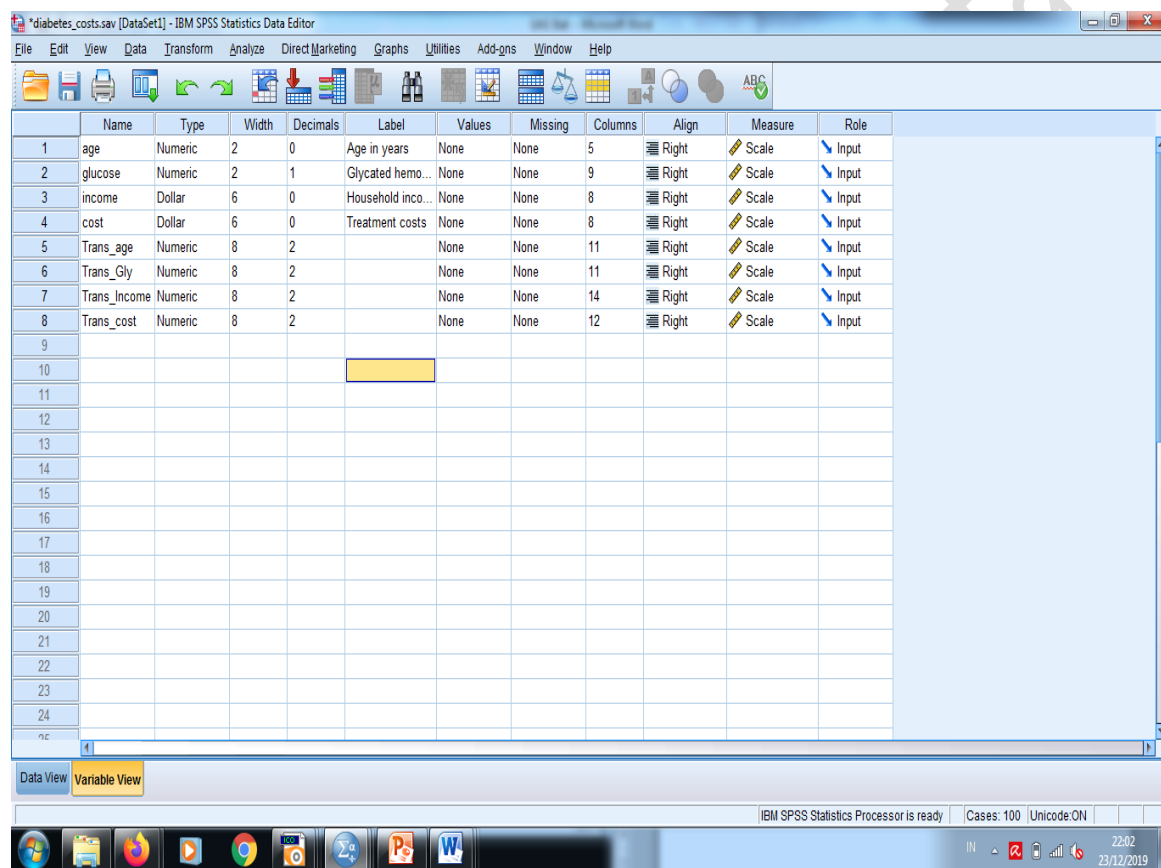 *diabetes_costs.sav [DataSet1] - IBM SPSS Statistics Data Editor
File Edit View Data Transform Analyze Direct Marketing Graphs Utilities Add-ons Window Help
Name Type Width Decimals Label Values Missing Columns Align Measure Role
1 age Numeric 2 0 Age in years None None 5 Right Scale Input
2 glucose Numeric 2 1 Glycated hemo... None None 9 Right Scale Input
3 income Dollar 6 0 Household inco... None None 8 Right Scale Input
4 cost Dollar 6 0 Treatment costs None None 8 Right Scale Input
5 Trans_age Numeric 8 2 None None 11 Right Scale Input
6 Trans_Gly Numeric 8 2 None None 11 Right Scale Input
7 Trans_Income Numeric 8 2 None None 14 Right Scale Input
8 Trans_cost Numeric 8 2 None None 12 Right Scale Input
9
10
11
12
13
14
15
16
17
18
19
20
21
22
23
24
Data View Variable View
IBM SPSS Statistics Processor is ready Cases: 100 Unicode:ON
IN 22:02
23/12/2019